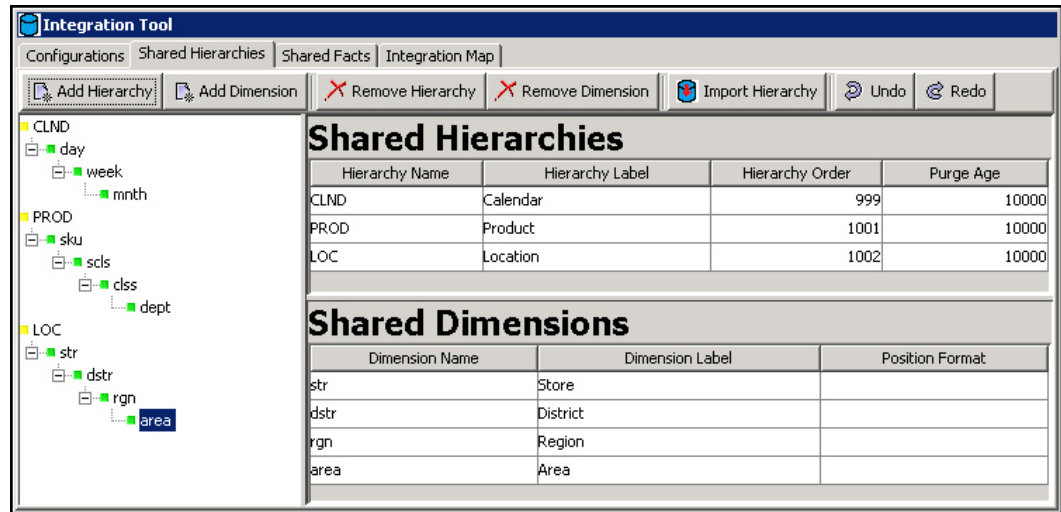 Integration Tool
Configurations Shared Hierarchies Shared Facts Integration Map
Add Hierarchy Add Dimension Remove Hierarchy Remove Dimension Import Hierarchy Undo Redo
CLND
day
week
mnth
PROD
sku
scls
clss
dept
LOC
str
dstr
rgn
area
Shared Hierarchies
Hierarchy Name Hierarchy Label Hierarchy Order Purge Age
CLND Calendar 999 10000
PROD Product 1001 10000
LOC Location 1002 10000
Shared Dimensions
Dimension Name Dimension Label Position Format
str Store
dstr District
rgn Region
area Area